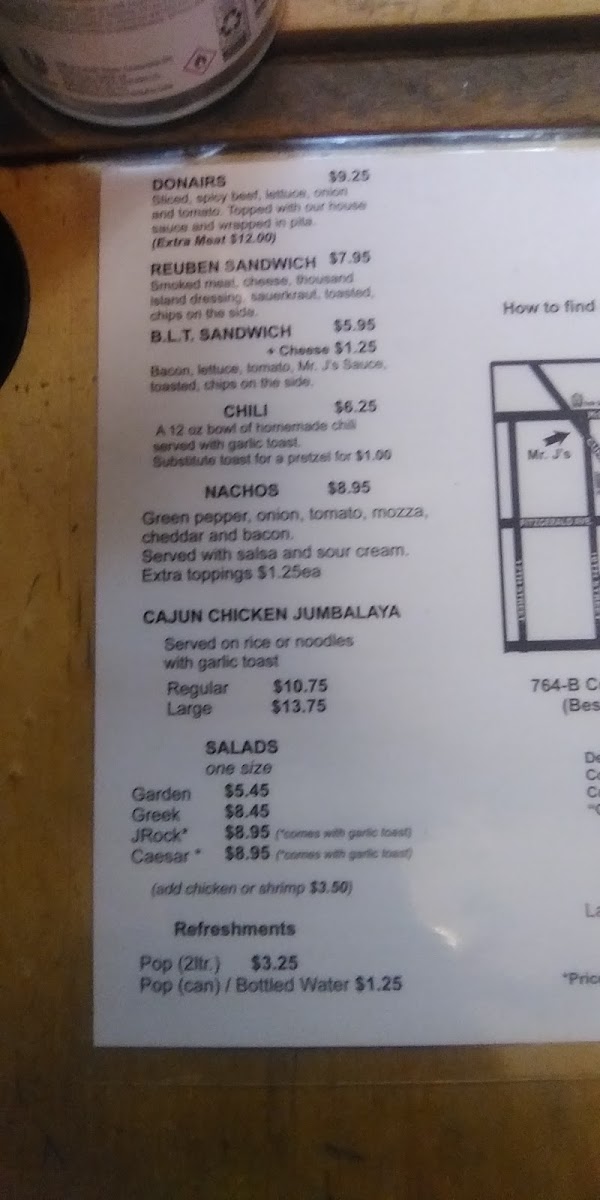 DONAIRS $9.25
Sliced, spicy beef, lettuce, onion
and tomato. Topped with our house
sauce and wrapped in pita.
(Extra Meat $12.00)
REUBEN SANDWICH $7.95
Smoked meat, cheese, thousand
island dressing, sauerkraut, toasted,
chips on the side.
B.L.T. SANDWICH $5.95
+ Cheese $1.25
Bacon, lettuce, tomato, Mr. J's Sauce,
toasted, chips on the side.
CHILI $6.25
A 12 oz bowl of homemade chili
served with garlic toast.
Substitute toast for a pretzel for $1.00
NACHOS $8.95
Green pepper, onion, tomato, mozza,
cheddar and bacon.
Served with salsa and sour cream.
Extra toppings $1.25ea
CAJUN CHICKEN JUMBALAYA
Served on rice or noodles
with garlic toast
Regular $10.75
Large $13.75
SALADS
one size
Garden $5.45
Greek $8.45
JRock* $8.95 (*comes with garlic toast)
Caesar * $8.95 (*comes with garlic toast)
(add chicken or shrimp $3.50)
Refreshments
Pop (2ltr.) $3.25
Pop (can) / Bottled Water $1.25
How to find
Mr. J's
FITZGERALD AVE
764-B C
(Bes
De
Co
La
*Pric